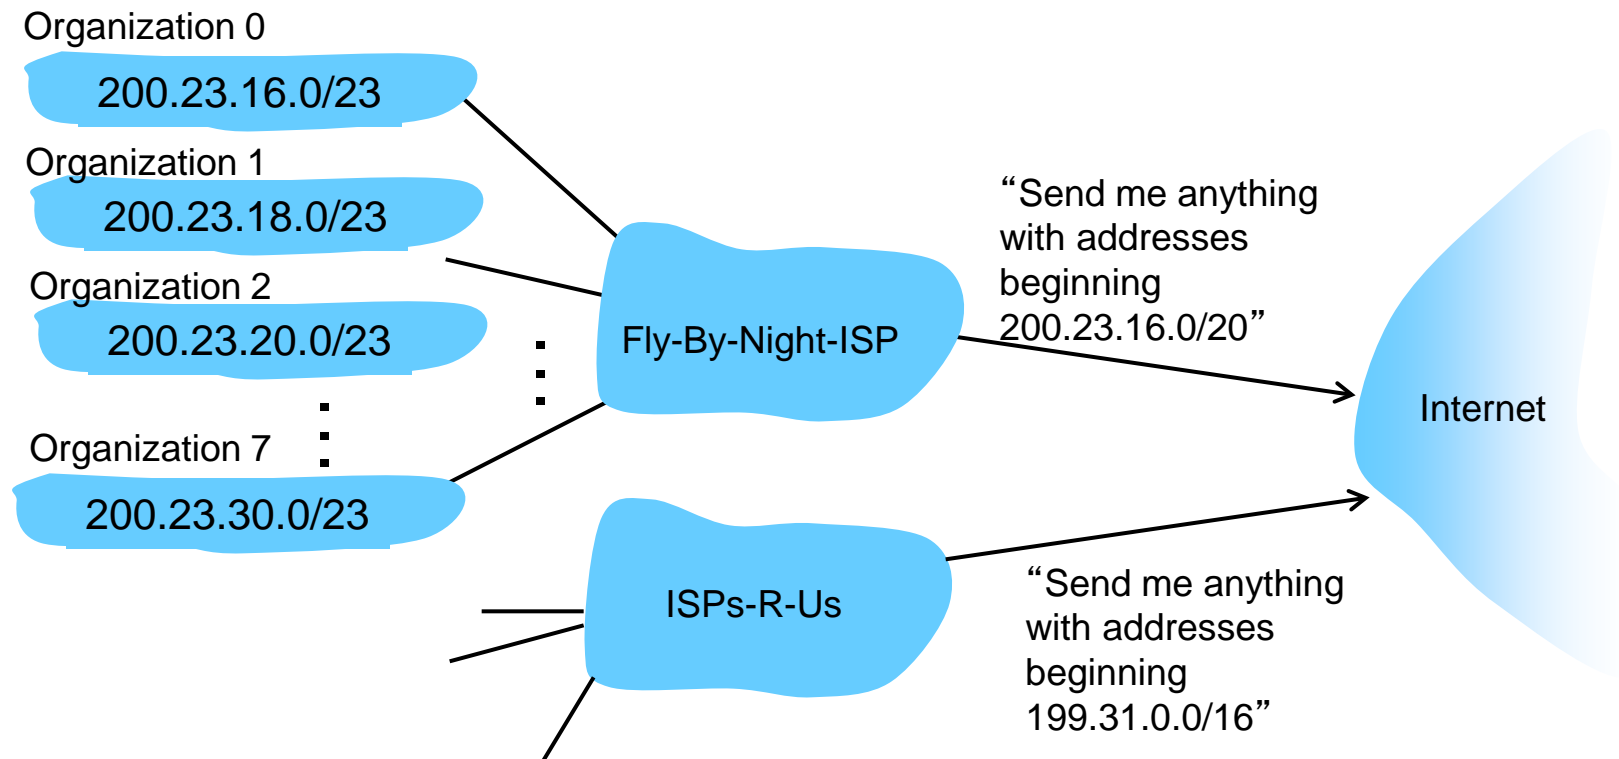 Organization 0
200.23.16.0/23
Organization 1
200.23.18.0/23
Organization 2
200.23.20.0/23
Organization 7
200.23.30.0/23
Fly-By-Night-ISP
“Send me anything
with addresses
beginning
200.23.16.0/20”
Internet
ISPs-R-Us
“Send me anything
with addresses
beginning
199.31.0.0/16”